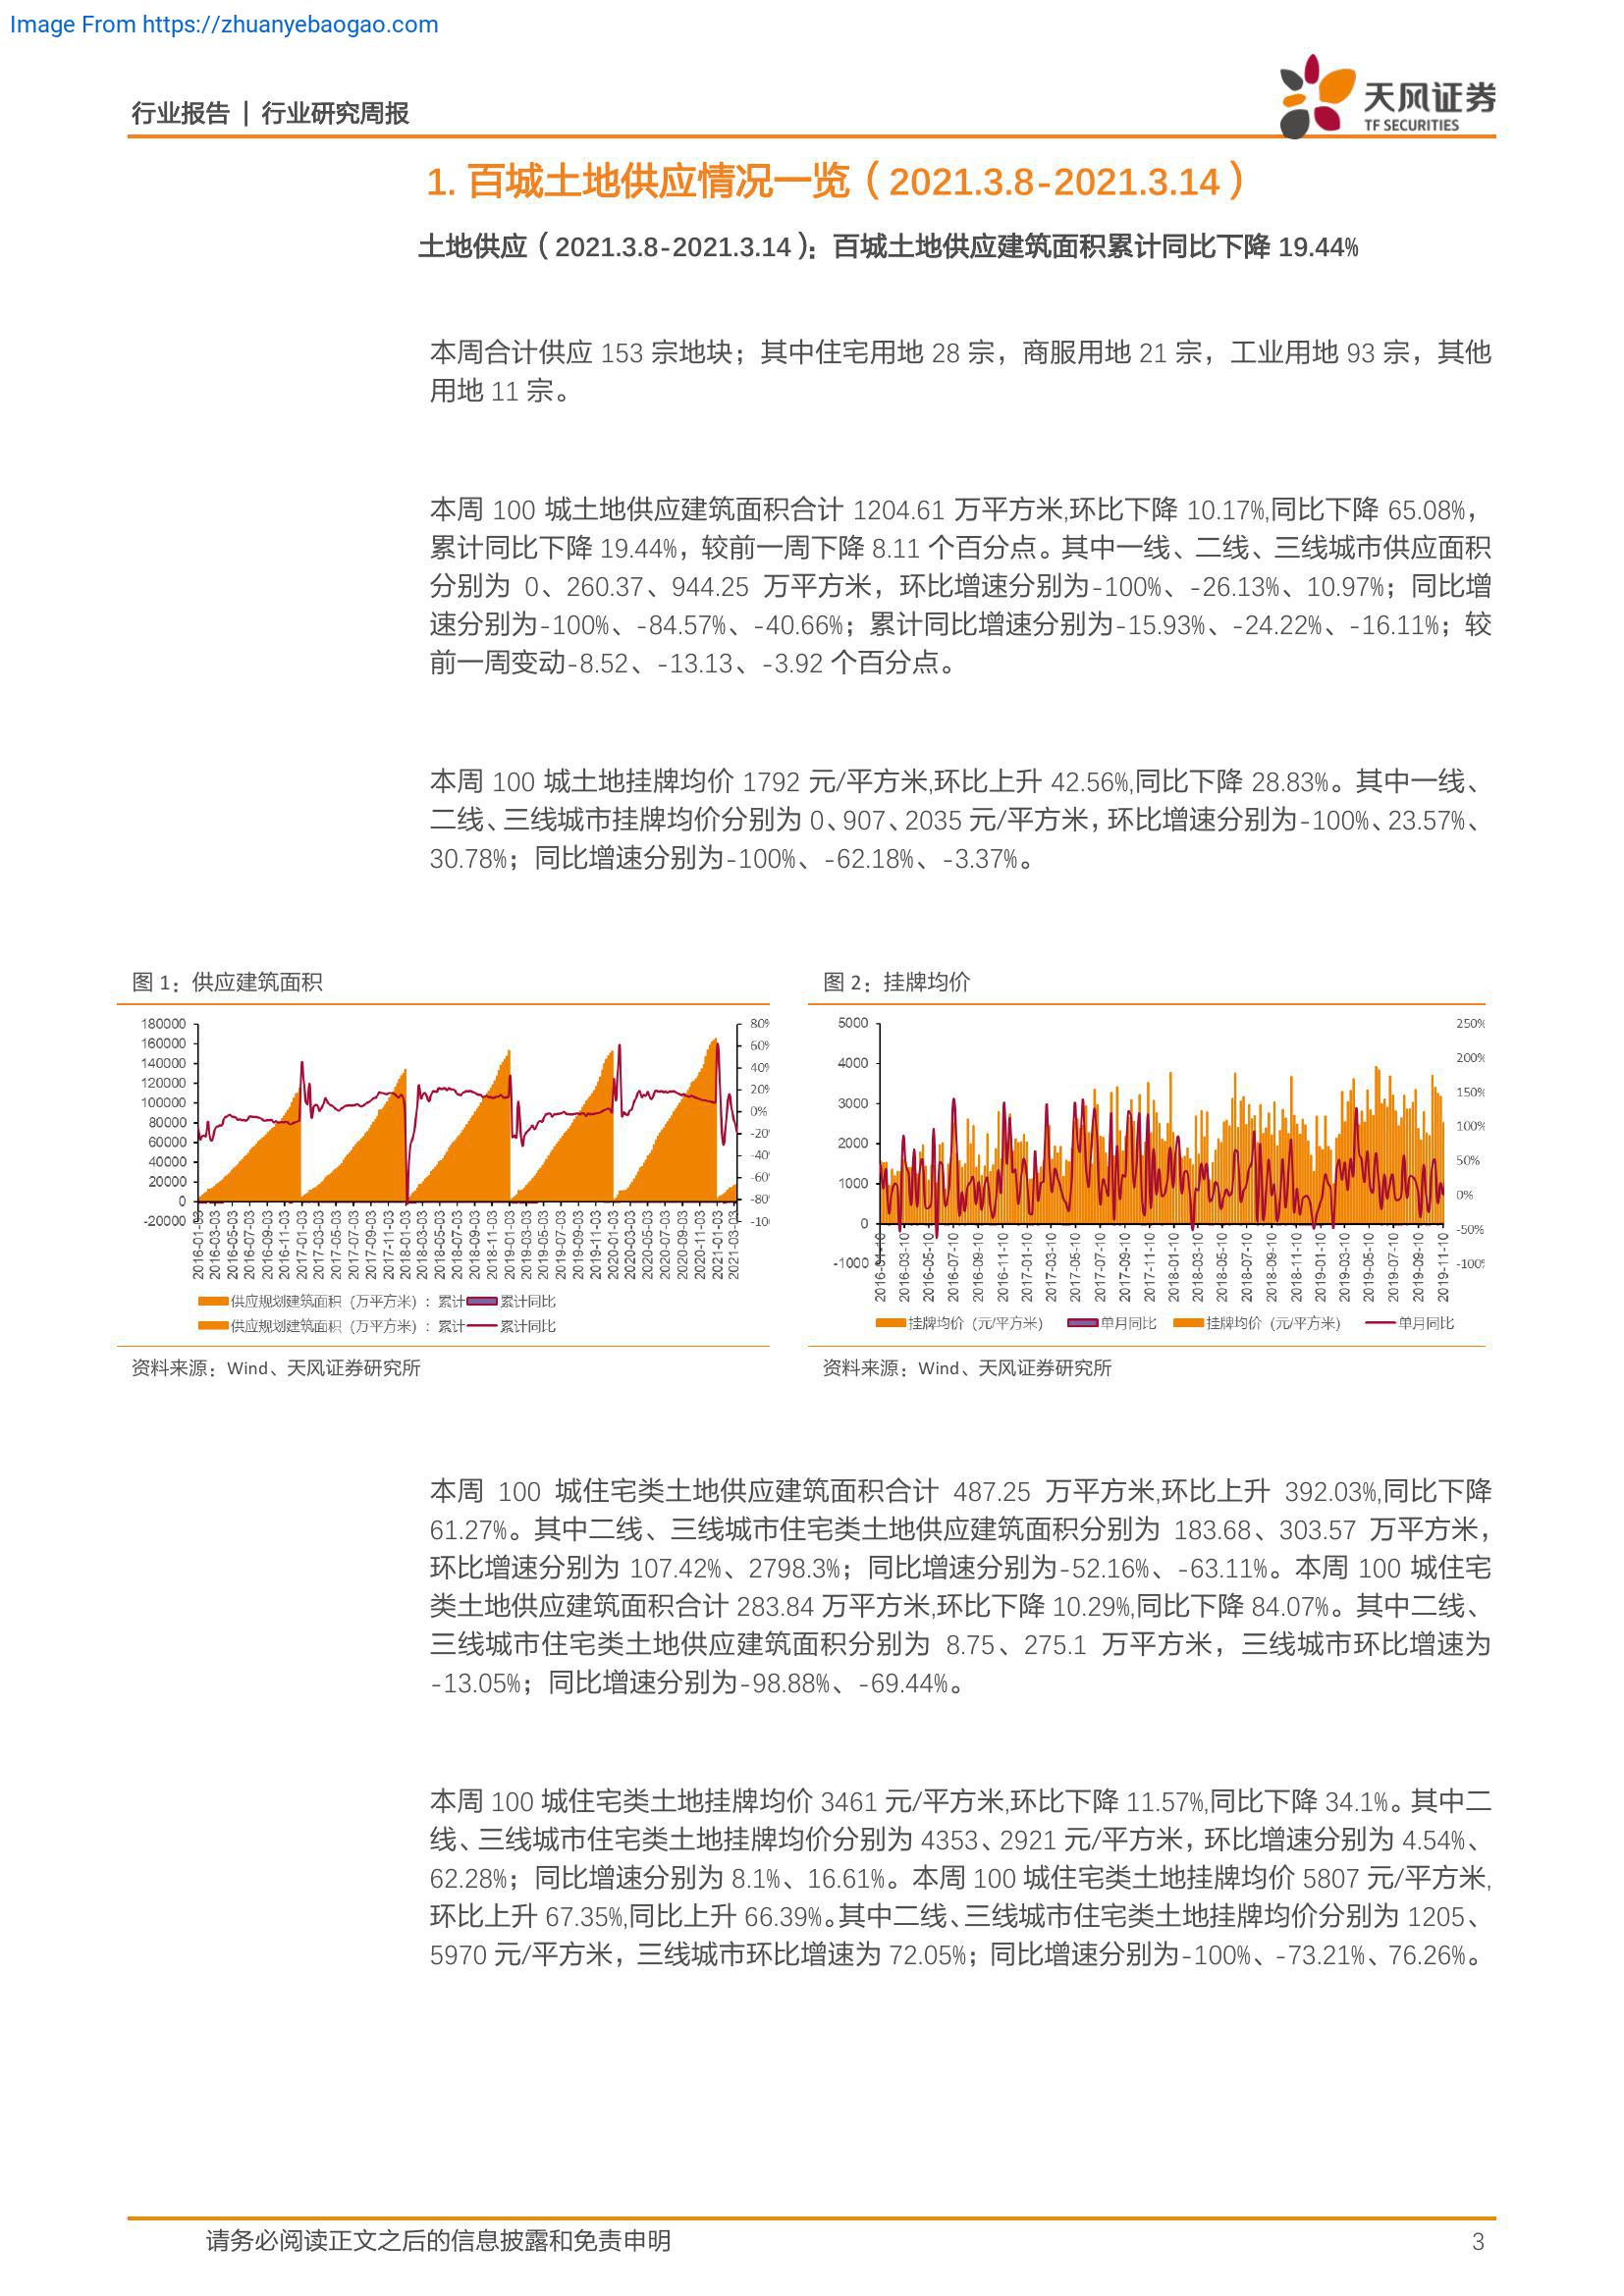 Image From https://zhuanyebaogao.com
行业报告 | 行业研究周报
天风证券
TF SECURITIES
1. 百城土地供应情况一览（2021.3.8-2021.3.14）
土地供应（2021.3.8-2021.3.14）：百城土地供应建筑面积累计同比下降 19.44%
本周合计供应 153 宗地块；其中住宅用地 28 宗，商服用地 21 宗，工业用地 93 宗，其他
用地 11 宗。
本周 100 城土地供应建筑面积合计 1204.61 万平方米,环比下降 10.17%,同比下降 65.08%，
累计同比下降 19.44%，较前一周下降 8.11 个百分点。其中一线、二线、三线城市供应面积
分别为 0、260.37、944.25 万平方米，环比增速分别为-100%、-26.13%、10.97%；同比增
速分别为-100%、-84.57%、-40.66%；累计同比增速分别为-15.93%、-24.22%、-16.11%；较
前一周变动-8.52、-13.13、-3.92 个百分点。
本周 100 城土地挂牌均价 1792 元/平方米,环比上升 42.56%,同比下降 28.83%。其中一线、
二线、三线城市挂牌均价分别为 0、907、2035 元/平方米，环比增速分别为-100%、23.57%、
30.78%；同比增速分别为-100%、-62.18%、-3.37%。
图 1：供应建筑面积
180000
160000
140000
120000
100000
80000
60000
40000
20000
0
-20000
80%
60%
40%
20%
0%
-20
-40
-60
-80
-10
2016-01-03
2016-03-03
2016-05-03
2016-07-03
2016-09-03
2016-11-03
2017-01-03
2017-03-03
2017-05-03
2017-07-03
2017-09-03
2017-11-03
2018-01-03
2018-03-03
2018-05-03
2018-07-03
2018-09-03
2018-11-03
2019-01-03
2019-03-03
2019-05-03
2019-07-03
2019-09-03
2019-11-03
2020-01-03
2020-03-03
2020-05-03
2020-07-03
2020-09-03
2020-11-03
2021-01-03
2021-03-03
供应规划建筑面积（万平方米）：累计 累计同比
供应规划建筑面积（万平方米）：累计 累计同比
资料来源：Wind、天风证券研究所
图 2：挂牌均价
5000
4000
3000
2000
1000
0
-1000
250%
200%
150%
100%
50%
0%
-50%
-100%
2016-01-10
2016-03-10
2016-05-10
2016-07-10
2016-09-10
2016-11-10
2017-01-10
2017-03-10
2017-05-10
2017-07-10
2017-09-10
2017-11-10
2018-01-10
2018-03-10
2018-05-10
2018-07-10
2018-09-10
2018-11-10
2019-01-10
2019-03-10
2019-05-10
2019-07-10
2019-09-10
2019-11-10
挂牌均价（元/平方米） 单月同比 挂牌均价（元/平方米） 单月同比
资料来源：Wind、天风证券研究所
本周 100 城住宅类土地供应建筑面积合计 487.25 万平方米,环比上升 392.03%,同比下降
61.27%。其中二线、三线城市住宅类土地供应建筑面积分别为 183.68、303.57 万平方米，
环比增速分别为 107.42%、2798.3%；同比增速分别为-52.16%、-63.11%。本周 100 城住宅
类土地供应建筑面积合计 283.84 万平方米,环比下降 10.29%,同比下降 84.07%。其中二线、
三线城市住宅类土地供应建筑面积分别为 8.75、275.1 万平方米，三线城市环比增速为
-13.05%；同比增速分别为-98.88%、-69.44%。
本周 100 城住宅类土地挂牌均价 3461 元/平方米,环比下降 11.57%,同比下降 34.1%。其中二
线、三线城市住宅类土地挂牌均价分别为 4353、2921 元/平方米，环比增速分别为 4.54%、
62.28%；同比增速分别为 8.1%、16.61%。本周 100 城住宅类土地挂牌均价 5807 元/平方米,
环比上升 67.35%,同比上升 66.39%。其中二线、三线城市住宅类土地挂牌均价分别为 1205、
5970 元/平方米，三线城市环比增速为 72.05%；同比增速分别为-100%、-73.21%、76.26%。
请务必阅读正文之后的信息披露和免责申明
3